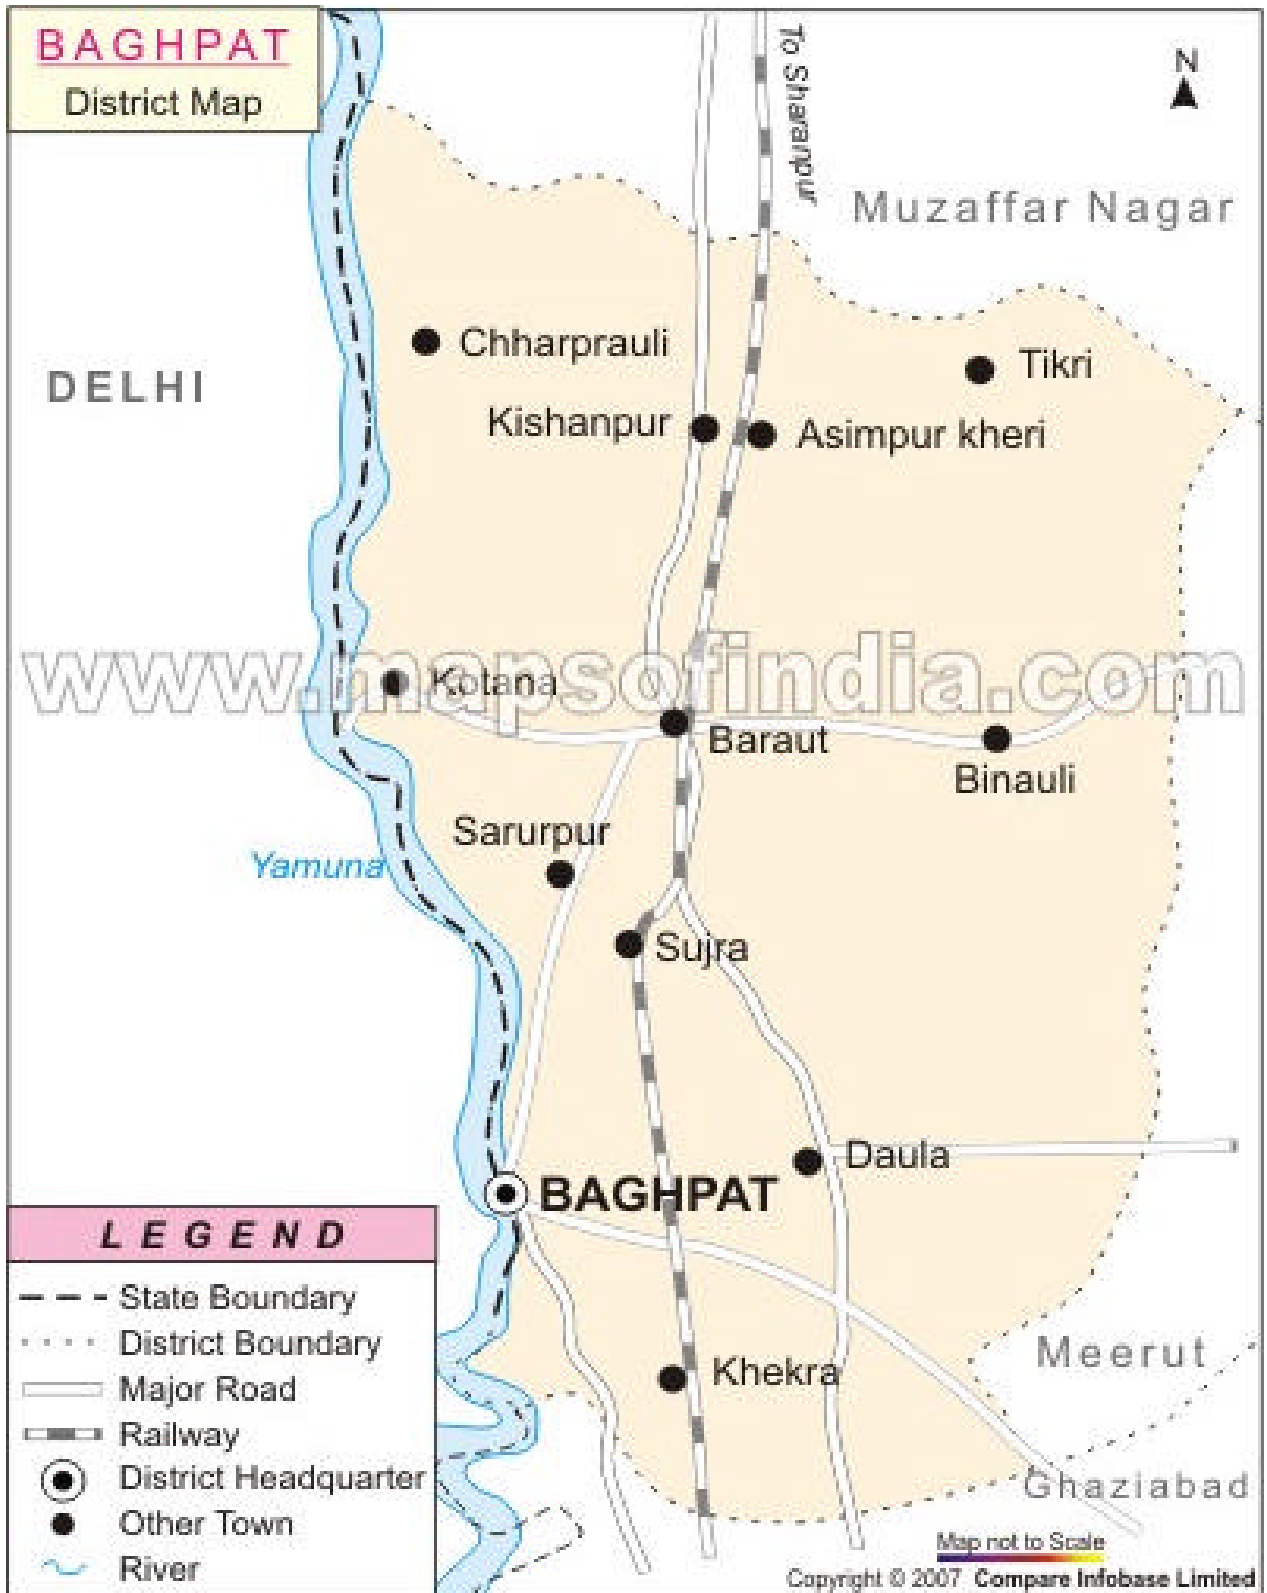 BAGHPAT
District Map
To Sharanpur
N
Muzaffar Nagar
DELHI
Chharprauli
Tikri
Kishanpur
Asimpur kheri
www.mapsofindia.com
Kotana
Baraut
Binauli
Sarurpur
Yamuna
Sujra
Daula
BAGHPAT
Khekra
Meerut
Ghaziabad
LEGEND
State Boundary
District Boundary
Major Road
Railway
District Headquarter
Other Town
River
Map not to Scale
Copyright © 2007 Compare Infobase Limited